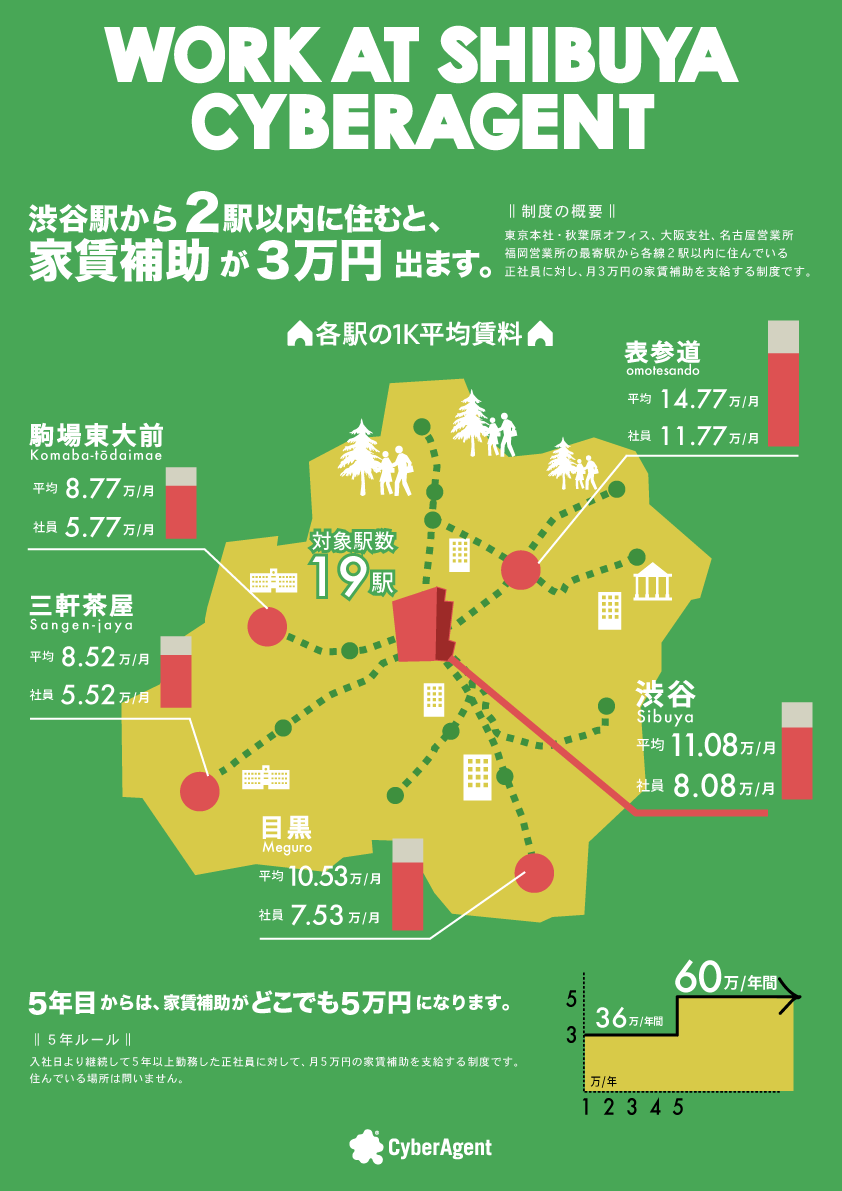 WORK AT SHIBUYA
CYBERAGENT
渋谷駅から2駅以内に住むと、
家賃補助が3万円 出ます。
‖制度の概要‖
東京本社・秋葉原オフィス、大阪支社、名古屋営業所
福岡営業所の最寄駅から各線2駅以内に住んでいる
正社員に対し、月3万円の家賃補助を支給する制度です。
各駅の1K平均賃料
表参道
omotesando
平均 14.77万/月
社員 11.77万/月
駒場東大前
Komaba-tōdaimae
平均 8.77万/月
社員 5.77万/月
対象駅数
19駅
三軒茶屋
Sangen-jaya
平均 8.52万/月
社員 5.52万/月
渋谷
Sibuya
平均 11.08万/月
社員 8.08万/月
目黒
Meguro
平均 10.53万/月
社員 7.53万/月
5年目からは、家賃補助がどこでも5万円になります。
‖5年ルール‖
入社日より継続して5年以上勤務した正社員に対して、月5万円の家賃補助を支給する制度です。
住んでいる場所は問いません。
60万/年間
5
36万/年間
3
万/年
1 2 3 4 5
CyberAgent